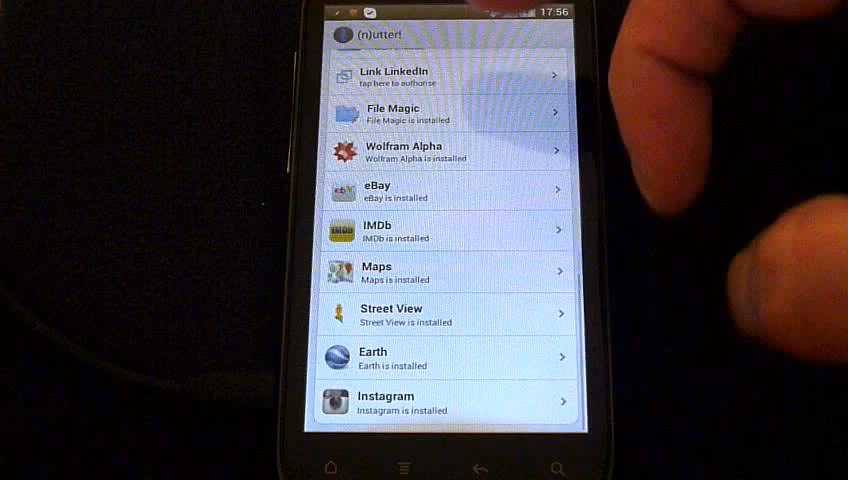 17:56
(n)utter!
Link LinkedIn
tap here to authorise
File Magic
File Magic is installed
Wolfram Alpha
Wolfram Alpha is installed
eBay
eBay is installed
IMDb
IMDb
IMDb is installed
Maps
Maps is installed
Street View
Street View is installed
Earth
Earth is installed
Instagram
Instagram is installed